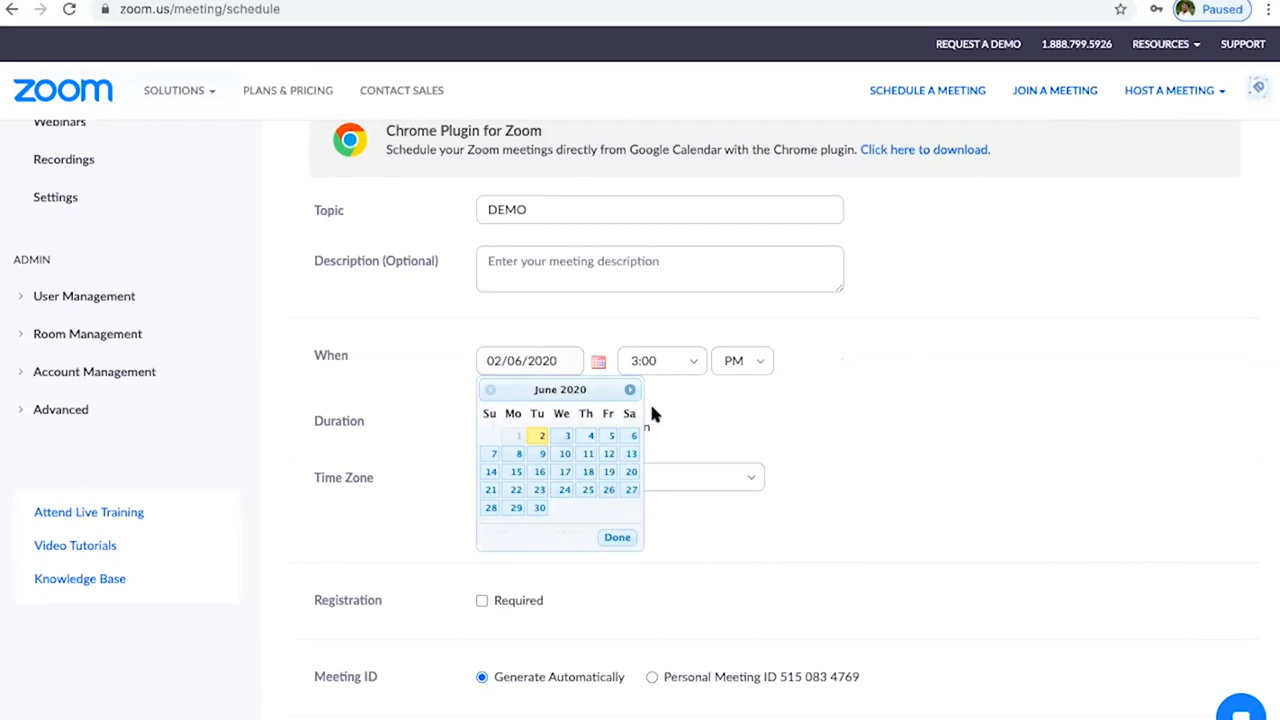 zoom.us/meeting/schedule
Paused
REQUEST A DEMO 1.888.799.5926 RESOURCES SUPPORT
zoom SOLUTIONS PLANS & PRICING CONTACT SALES SCHEDULE A MEETING JOIN A MEETING HOST A MEETING
Webinars
Recordings
Settings
ADMIN
User Management
Room Management
Account Management
Advanced
Attend Live Training
Video Tutorials
Knowledge Base
Chrome Plugin for Zoom
Schedule your Zoom meetings directly from Google Calendar with the Chrome plugin. Click here to download.
Topic DEMO
Description (Optional) Enter your meeting description
When 02/06/2020 3:00 PM
June 2020
Su Mo Tu We Th Fr Sa
1 2 3 4 5 6
7 8 9 10 11 12 13
14 15 16 17 18 19 20
21 22 23 24 25 26 27
28 29 30
Done
Duration
Time Zone
Registration Required
Meeting ID Generate Automatically Personal Meeting ID 515 083 4769